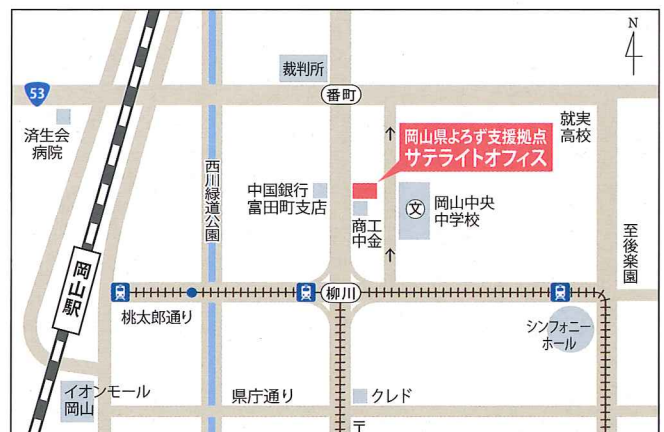 N
裁判所
53
番町
済生会
病院
就実
高校
岡山県よろず支援拠点
サテライトオフィス
西川緑道公園
中国銀行
富田町支店
商工
中金
文
岡山中央
中学校
至後楽園
岡山駅
柳川
桃太郎通り
シンフォニー
ホール
イオンモール
岡山
県庁通り
クレド
〒